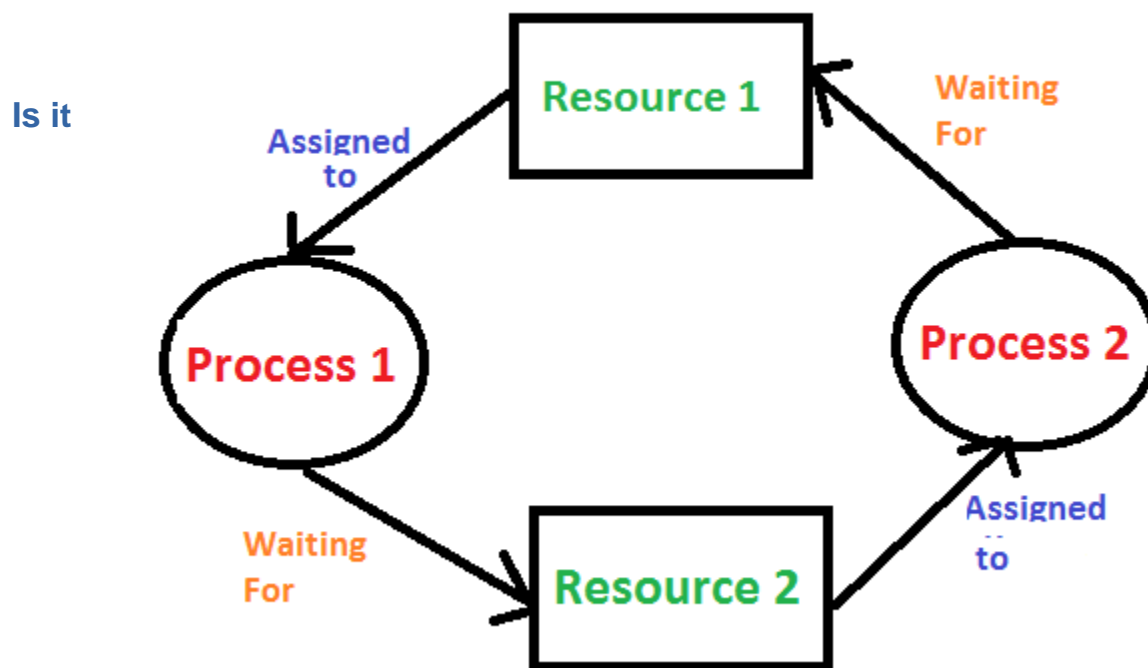 Is it
Resource 1
Waiting
For
Assigned
to
Process 1
Process 2
Waiting
For
Assigned
to
Resource 2